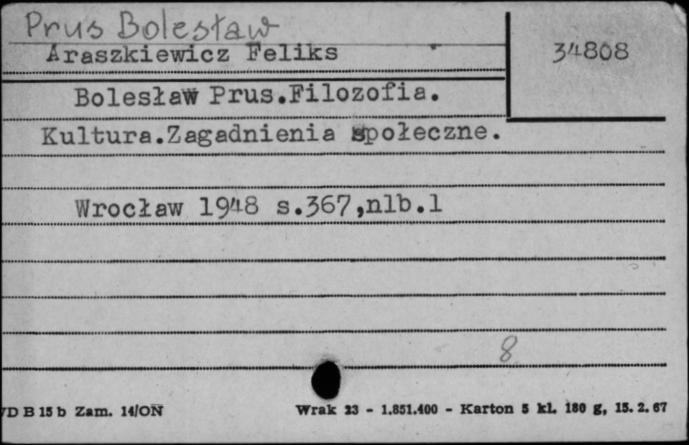 Prus Bolesław
Araszkiewicz Feliks
34808
Bolesław Prus.Filozofia.
Kultura.Zagadnienia społeczne.
Wrocław 1948 s.367,nlb.1
8
/D B 15 b Zam. 14/ON
Wrak 23 - 1.851.400 - Karton 5 kl. 180 g, 15. 2. 67